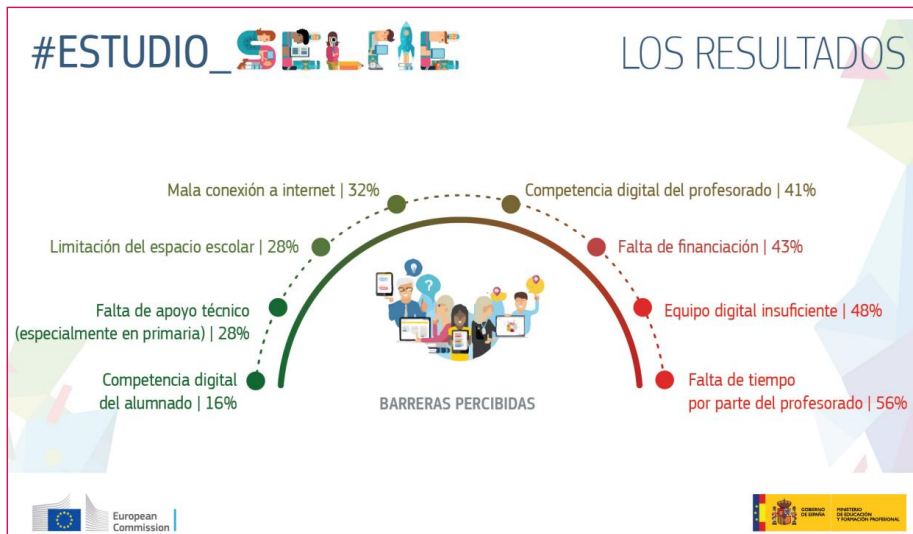 #ESTUDIO_SELFIE
LOS RESULTADOS
Mala conexión a internet | 32%
Competencia digital del profesorado | 41%
Limitación del espacio escolar | 28%
Falta de financiación | 43%
Falta de apoyo técnico
(especialmente en primaria) | 28%
Equipo digital insuficiente | 48%
Competencia digital
del alumnado | 16%
Falta de tiempo
por parte del profesorado | 56%
BARRERAS PERCIBIDAS
European
Commission
GOBIERNO
DE ESPAÑA
MINISTERIO
DE EDUCACIÓN
Y FORMACIÓN PROFESIONAL